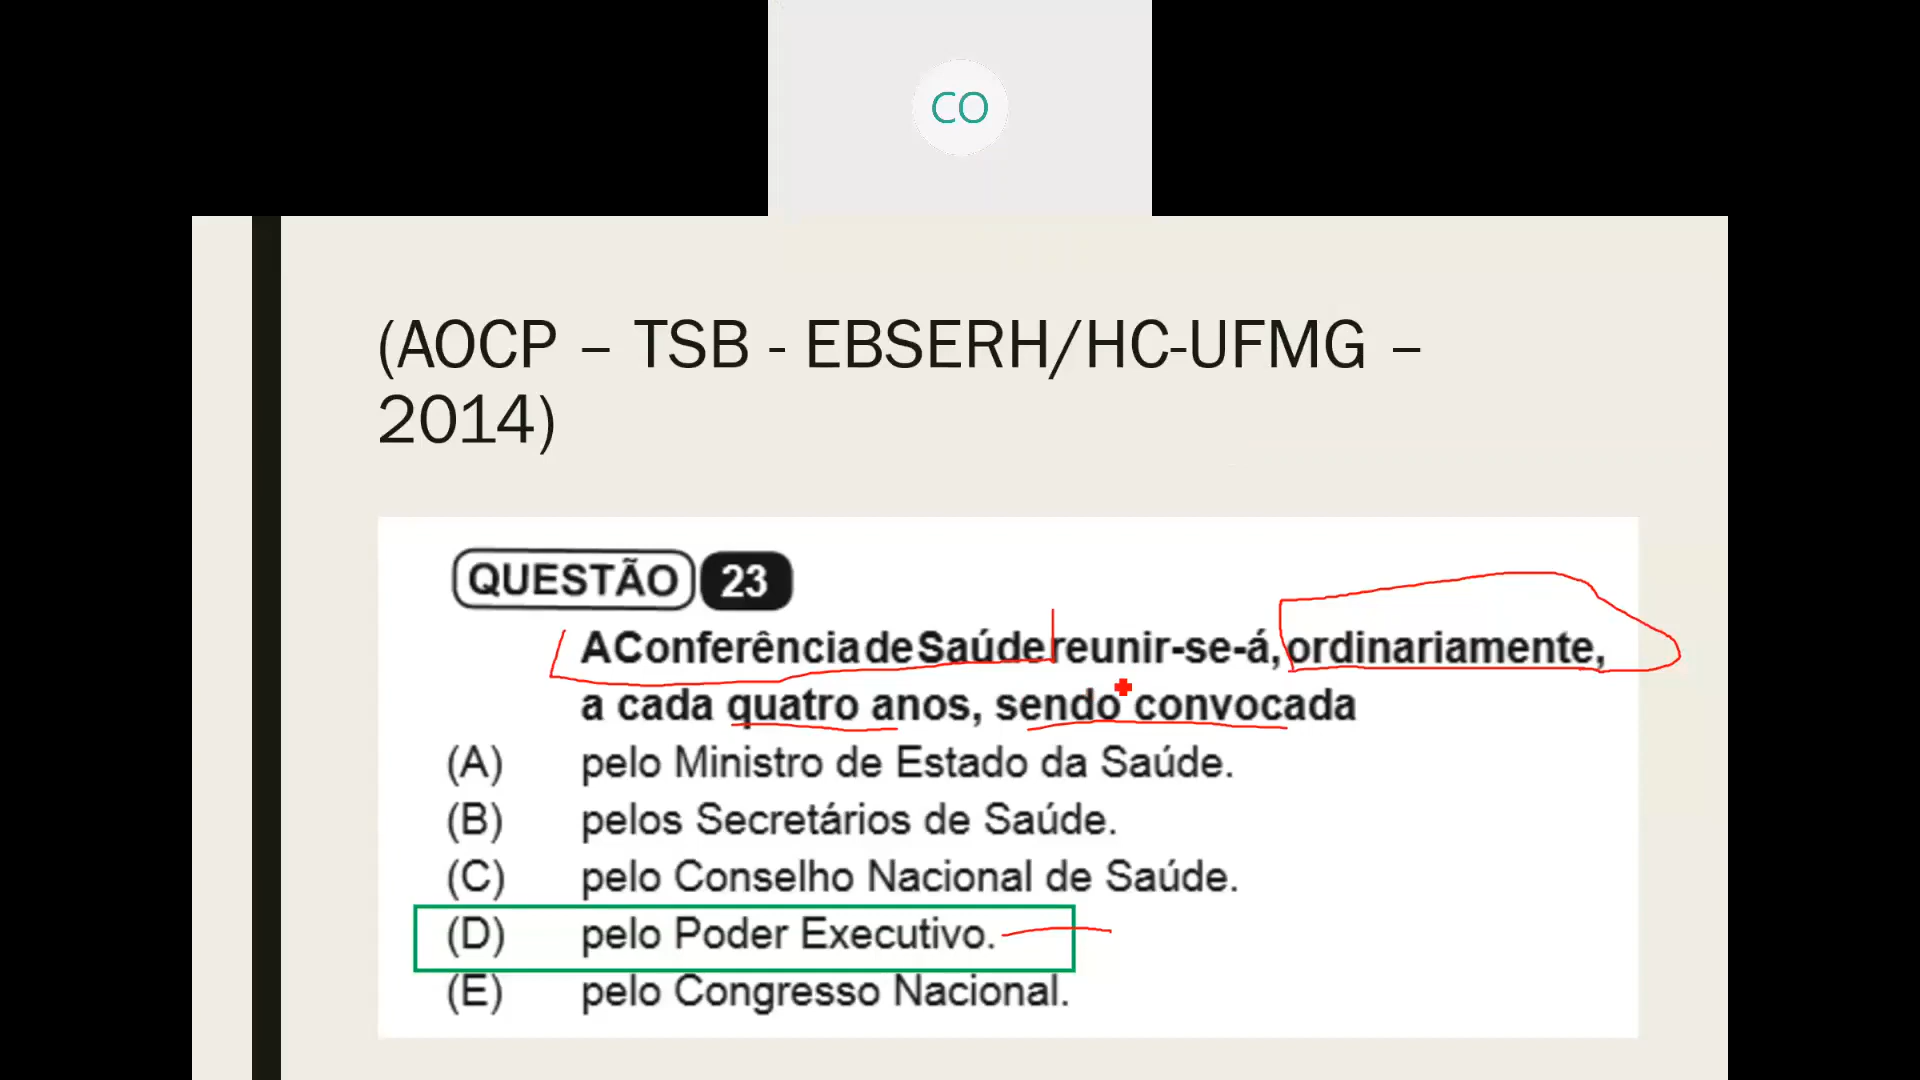 CO
(AOCP – TSB - EBSERH/HC-UFMG –
2014)
QUESTÃO 23
A Conferência de Saúde reunir-se-á, ordinariamente,
a cada quatro anos, sendo convocada
(A) pelo Ministro de Estado da Saúde.
(B) pelos Secretários de Saúde.
(C) pelo Conselho Nacional de Saúde.
(D) pelo Poder Executivo.
(E) pelo Congresso Nacional.